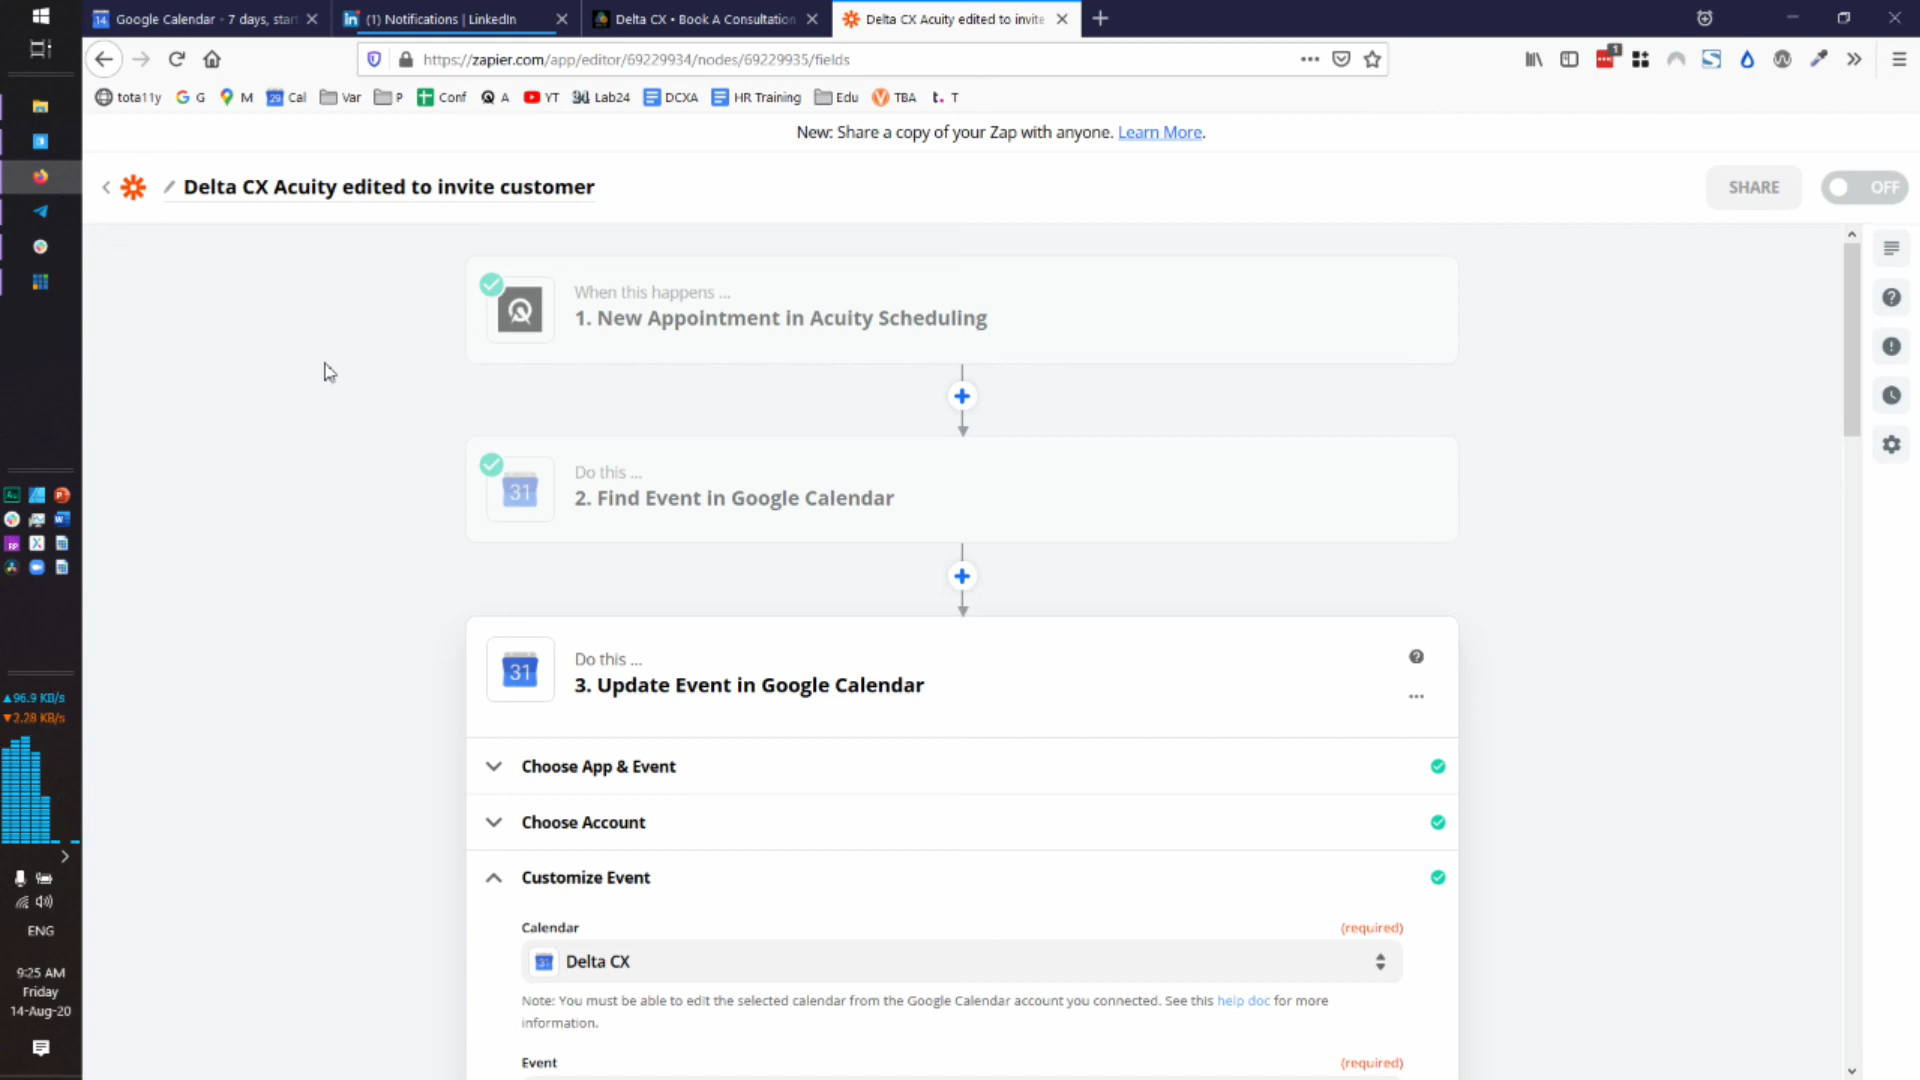 Google Calendar - 7 days, start
(1) Notifications | LinkedIn
Delta CX • Book A Consultation
Delta CX Acuity edited to invite
https://zapier.com/app/editor/69229934/nodes/69229935/fields
1
tota11y
G
M
Cal
Var
P
Conf
A
YT
Lab24
DCXA
HR Training
Edu
TBA
T
New: Share a copy of your Zap with anyone. Learn More.
Delta CX Acuity edited to invite customer
SHARE
OFF
When this happens ...
1. New Appointment in Acuity Scheduling
Do this ...
2. Find Event in Google Calendar
31
Do this ...
3. Update Event in Google Calendar
31
Choose App & Event
Choose Account
Customize Event
Calendar
(required)
Delta CX
Note: You must be able to edit the selected calendar from the Google Calendar account you connected. See this help doc for more
information.
Event
(required)
96.9 KB/s
2.28 KB/s
ENG
9:25 AM
Friday
14-Aug-20